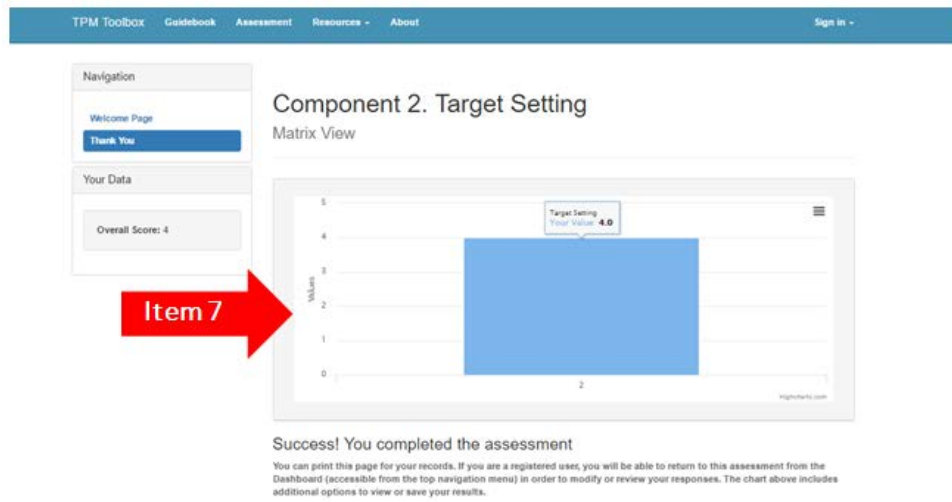 TPM Toolbox Guidebook Assessment Resources About Sign in
Navigation
Welcome Page
Thank You
Your Data
Overall Score: 4
Component 2. Target Setting
Matrix View
5
4
3
2
1
0
Values
Target Setting
Your Value: 4.0
2
Highcharts.com
Item 7
Success! You completed the assessment
You can print this page for your records. If you are a registered user, you will be able to return to this assessment from the
Dashboard (accessible from the top navigation menu) in order to modify or review your responses. The chart above includes
additional options to view or save your results.